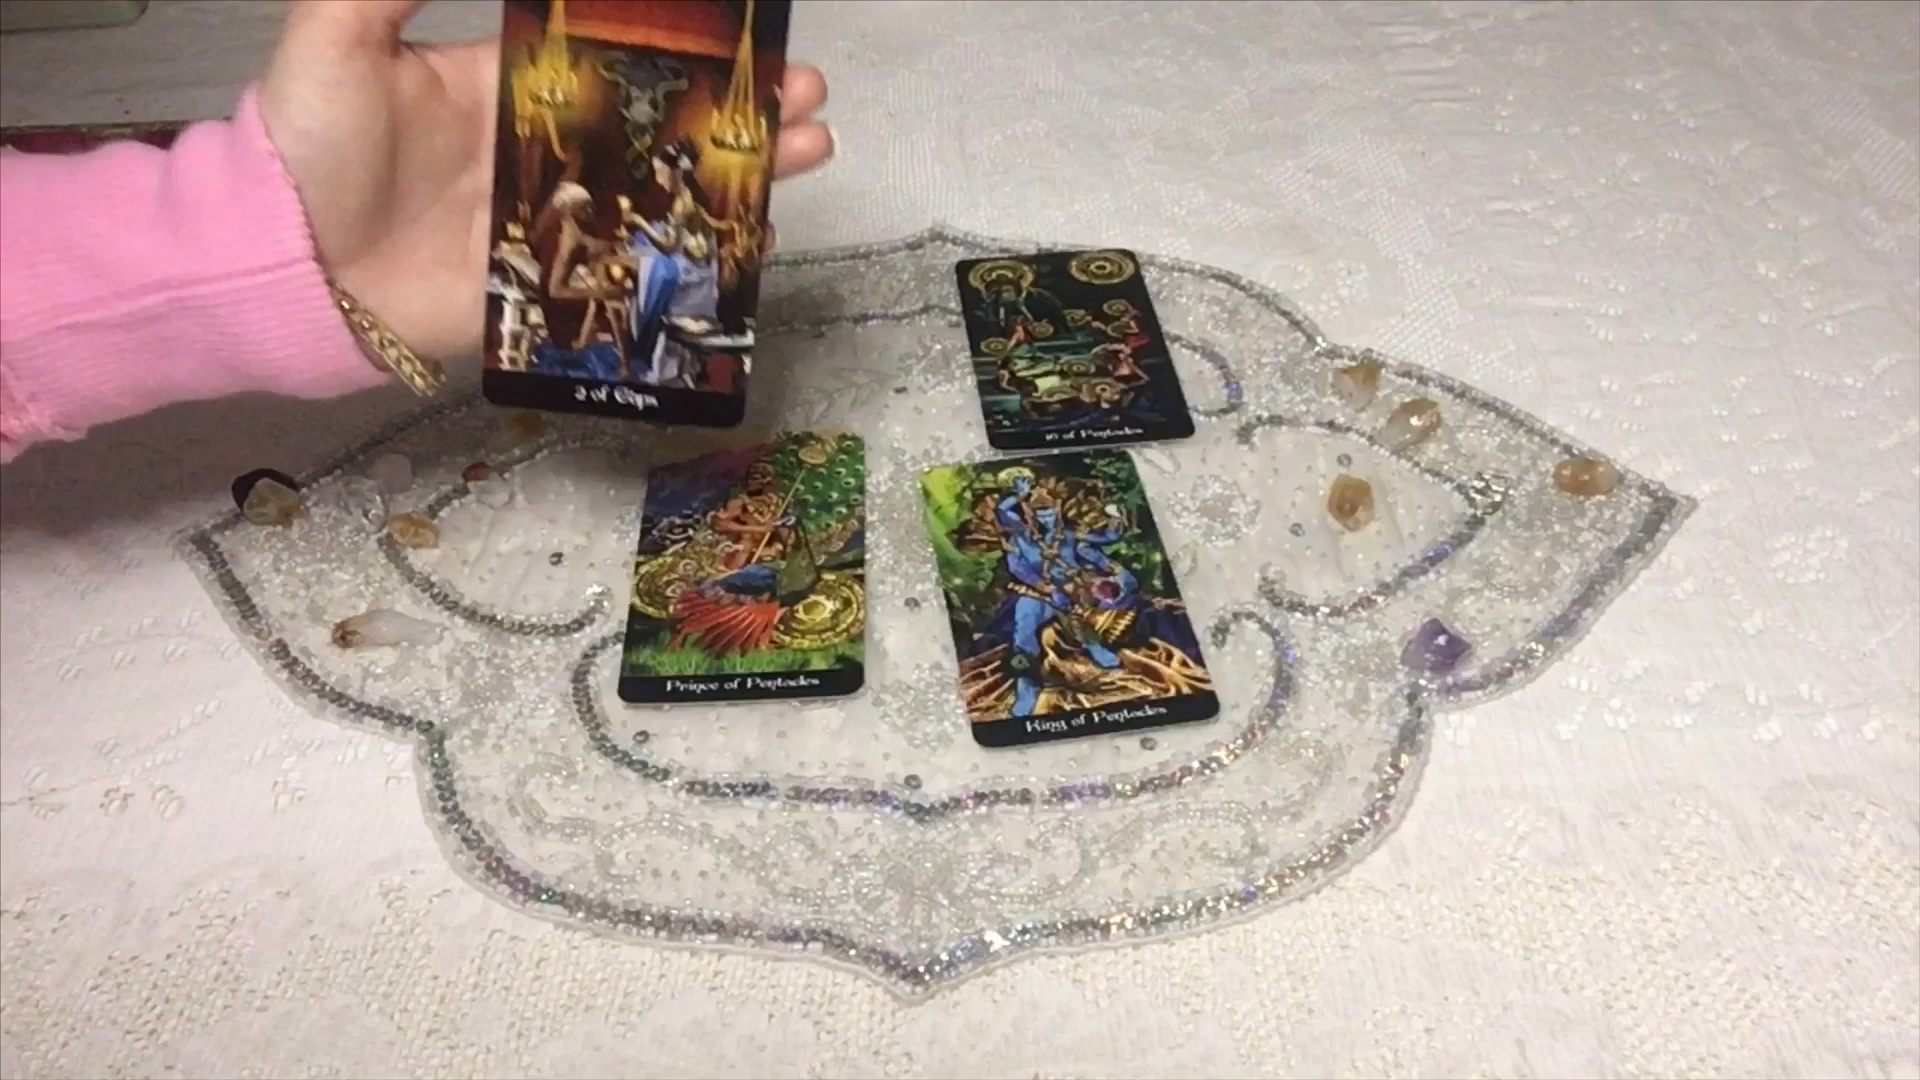 2 of Cups
10 of Pentacles
Prince of Pentacles
King of Pentacles